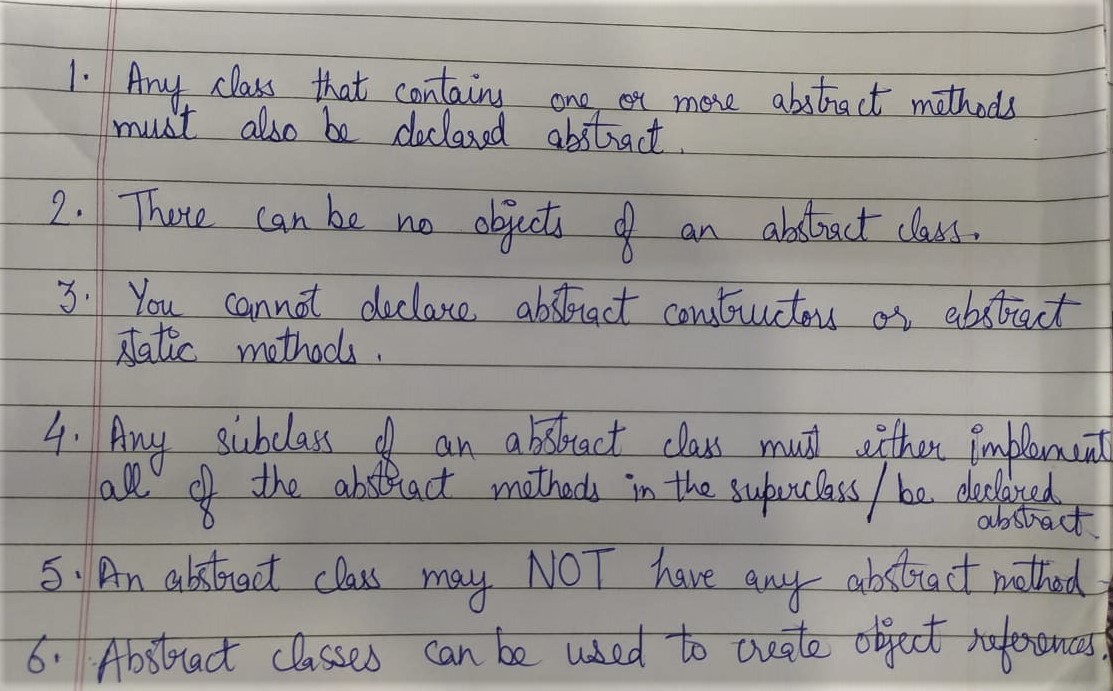 1. Any class that contains one or more abstract methods
must also be declared abstract.
2. There can be no objects of an abstract class.
3. You cannot declare abstract constructors or abstract
static methods.
4. Any subclass of an abstract class must either implement
all of the abstract methods in the superclass / be declared
abstract.
5. An abstract class may NOT have any abstract method
6. Abstract classes can be used to create object references.